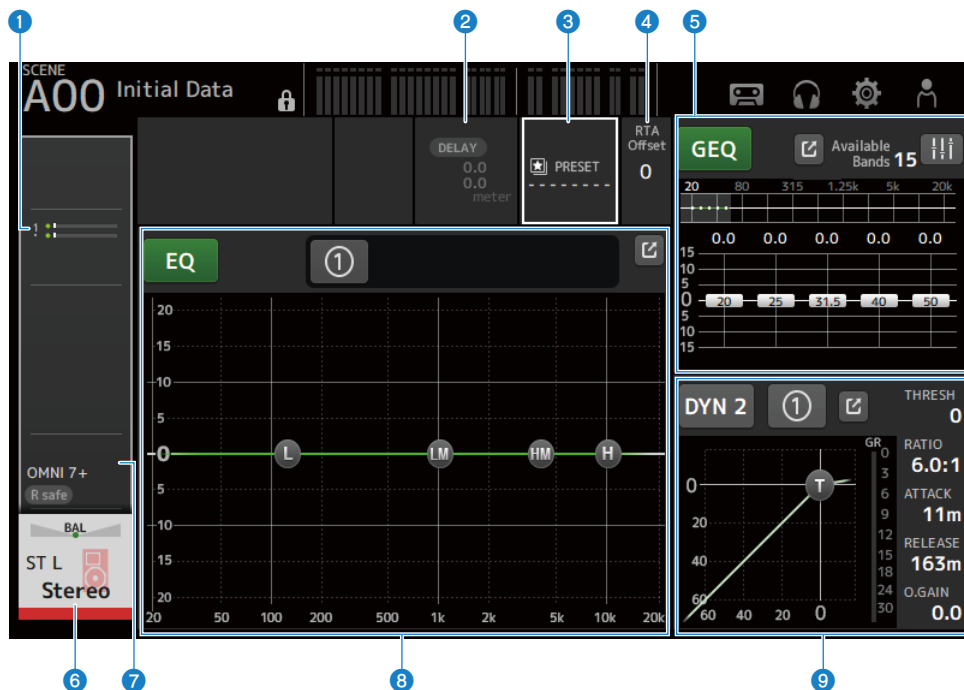 1 2 3 4 5
SCENE
A00 Initial Data
DELAY
0.0
0.0
meter
PRESET
RTA
Offset
0
GEQ
Available
Bands 15
20 80 315 1.25k 5k 20k
0.0 0.0 0.0 0.0 0.0
15
10
5
0 20 25 31.5 40 50
5
10
15
!
EQ 1
20
15
10
5
0 L LM HM H
5
10
15
20
20 50 100 200 500 1k 2k 5k 10k 20k
DYN 2 1
THRESH
0
GR
RATIO
6.0:1
ATTACK
11m
RELEASE
163m
O.GAIN
0.0
0
3
6
9
12
15
18
24
30
0 T
20
40
60
60 40 20 0
OMNI 7+
R safe
BAL
ST L
Stereo
6 7 8 9